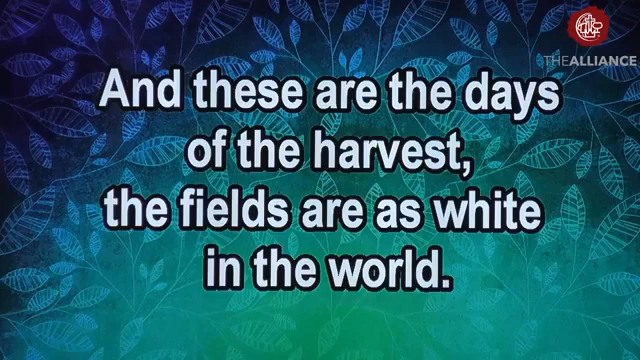 THEALLIANCE
And these are the days
of the harvest,
the fields are as white
in the world.